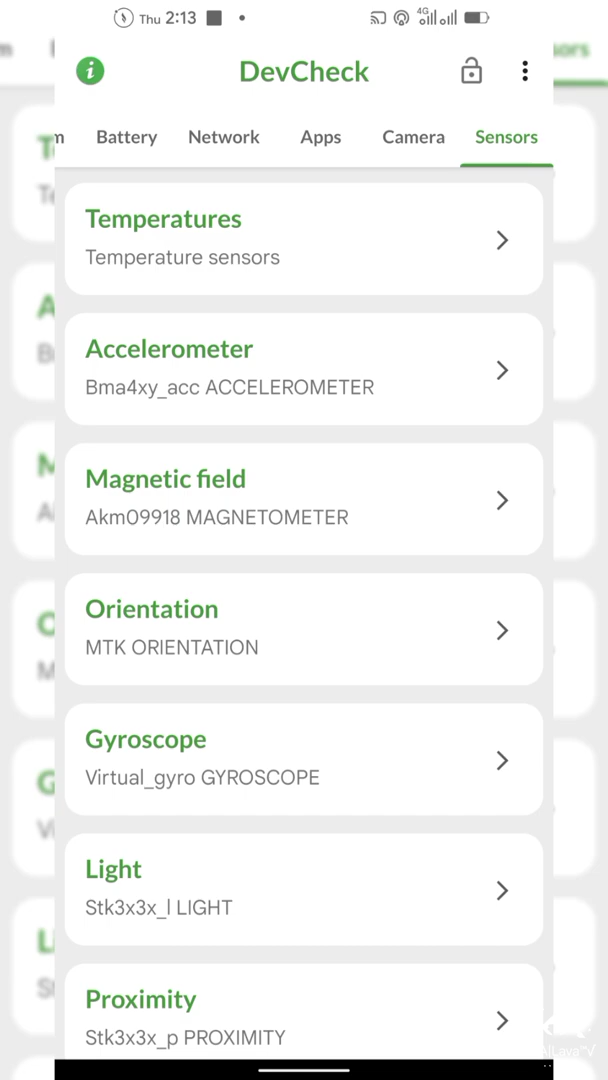 Thu 2:13
4G
DevCheck
Battery Network Apps Camera Sensors
Temperatures
Temperature sensors
Accelerometer
Bma4xy_acc ACCELEROMETER
Magnetic field
Akm09918 MAGNETOMETER
Orientation
MTK ORIENTATION
Gyroscope
Virtual_gyro GYROSCOPE
Light
Stk3x3x_l LIGHT
Proximity
Stk3x3x_p PROXIMITY